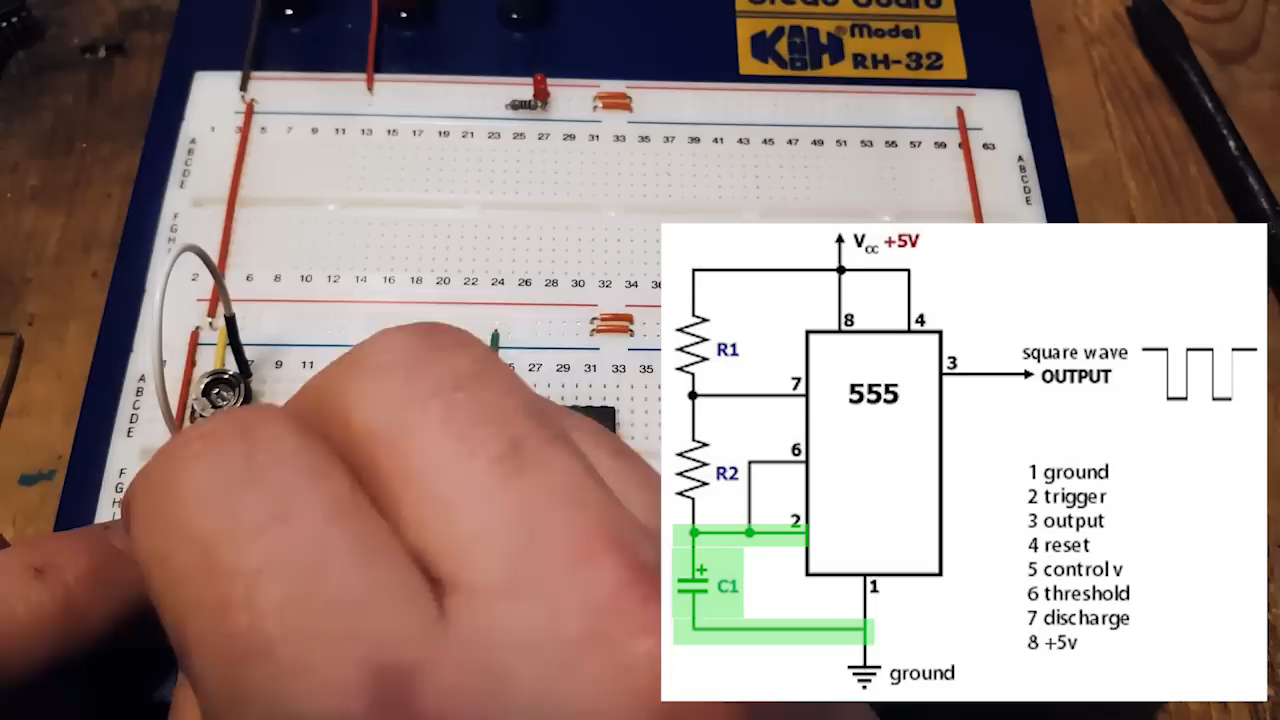 Bread Board
K AND H ® Model
RH-32
1 3 5 7 9 11 13 15 17 19 21 23 25 27 29 31 33 35 37 39 41 43 45 47 49 51 53 55 57 59 63
A
B
C
D
E
A
B
C
D
E
F
G
H
2 6 8 10 12 14 16 18 20 22 24 26 28 30 32 34
7 9 11 27 29 31 33 35
A
B
C
D
E
F
G
H
Vcc +5V
8 4
R1
7
3
square wave
OUTPUT
555
6
R2
2
+
C1
1
ground
1 ground
2 trigger
3 output
4 reset
5 control v
6 threshold
7 discharge
8 +5v